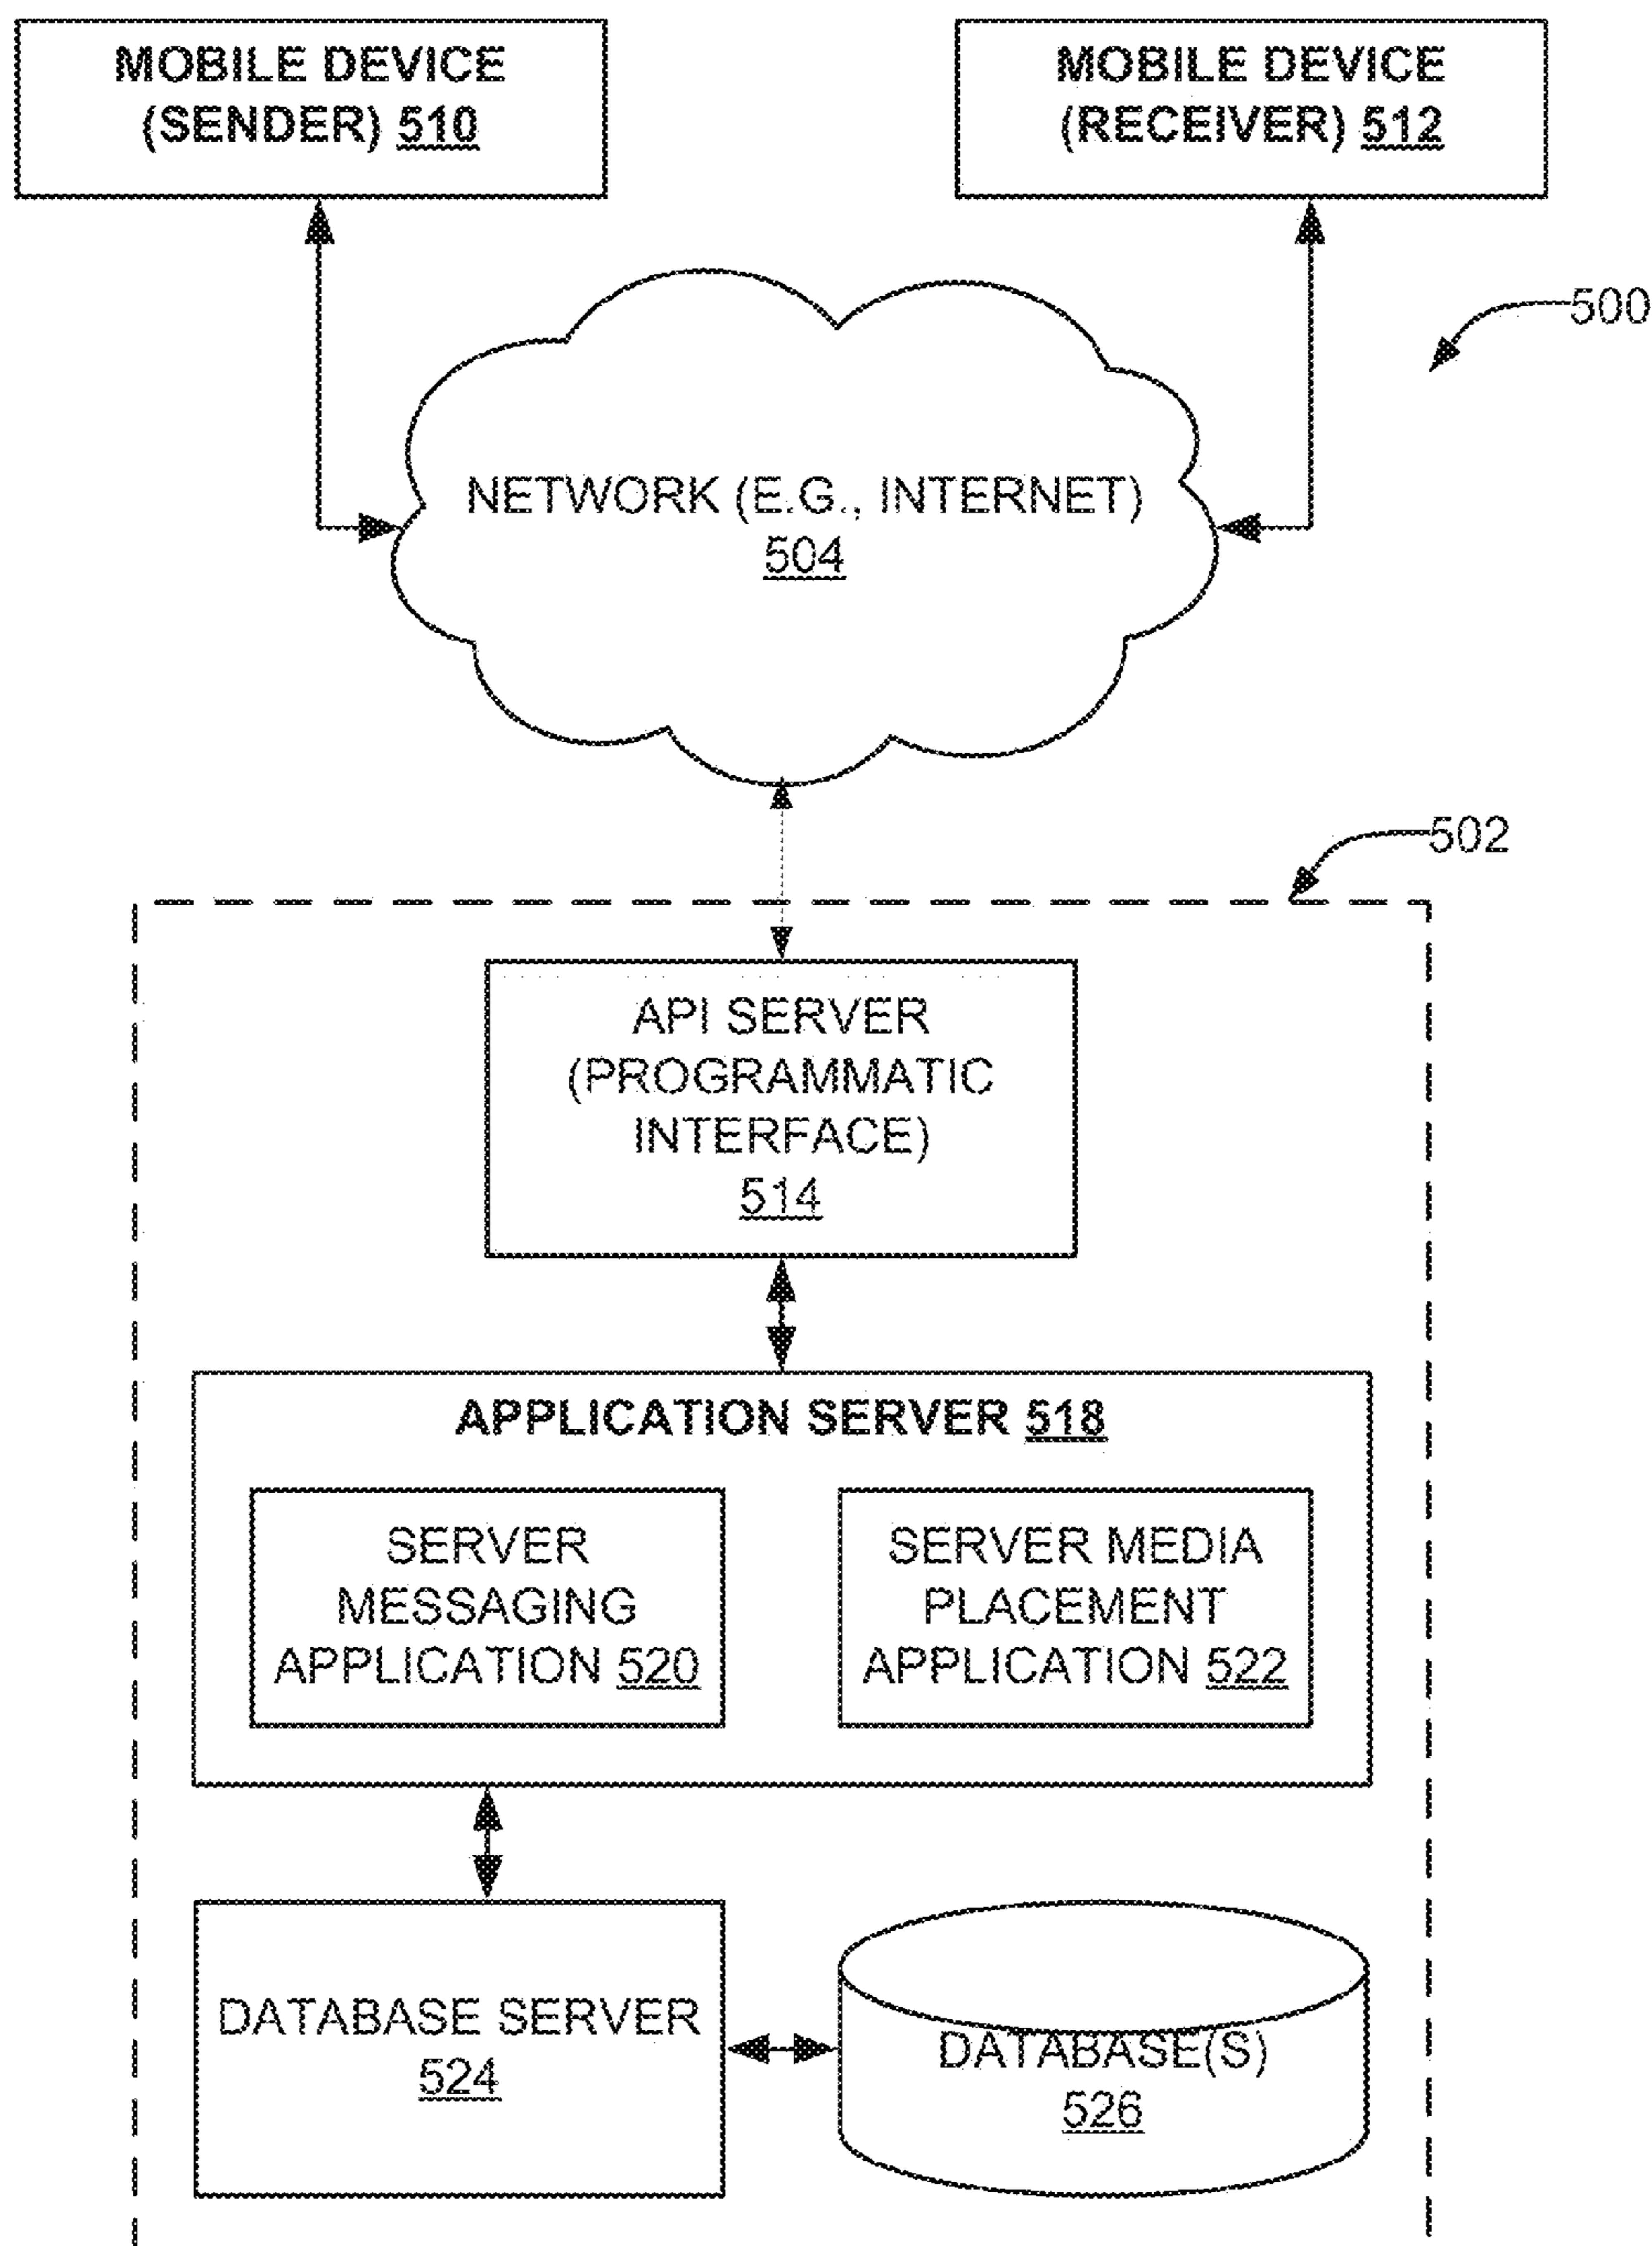 MOBILE DEVICE
(SENDER) 510
MOBILE DEVICE
(RECEIVER) 512
500
NETWORK (E.G., INTERNET)
504
502
API SERVER
(PROGRAMMATIC
INTERFACE)
514
APPLICATION SERVER 518
SERVER
MESSAGING
APPLICATION 520
SERVER MEDIA
PLACEMENT
APPLICATION 522
DATABASE SERVER
524
DATABASE(S)
526